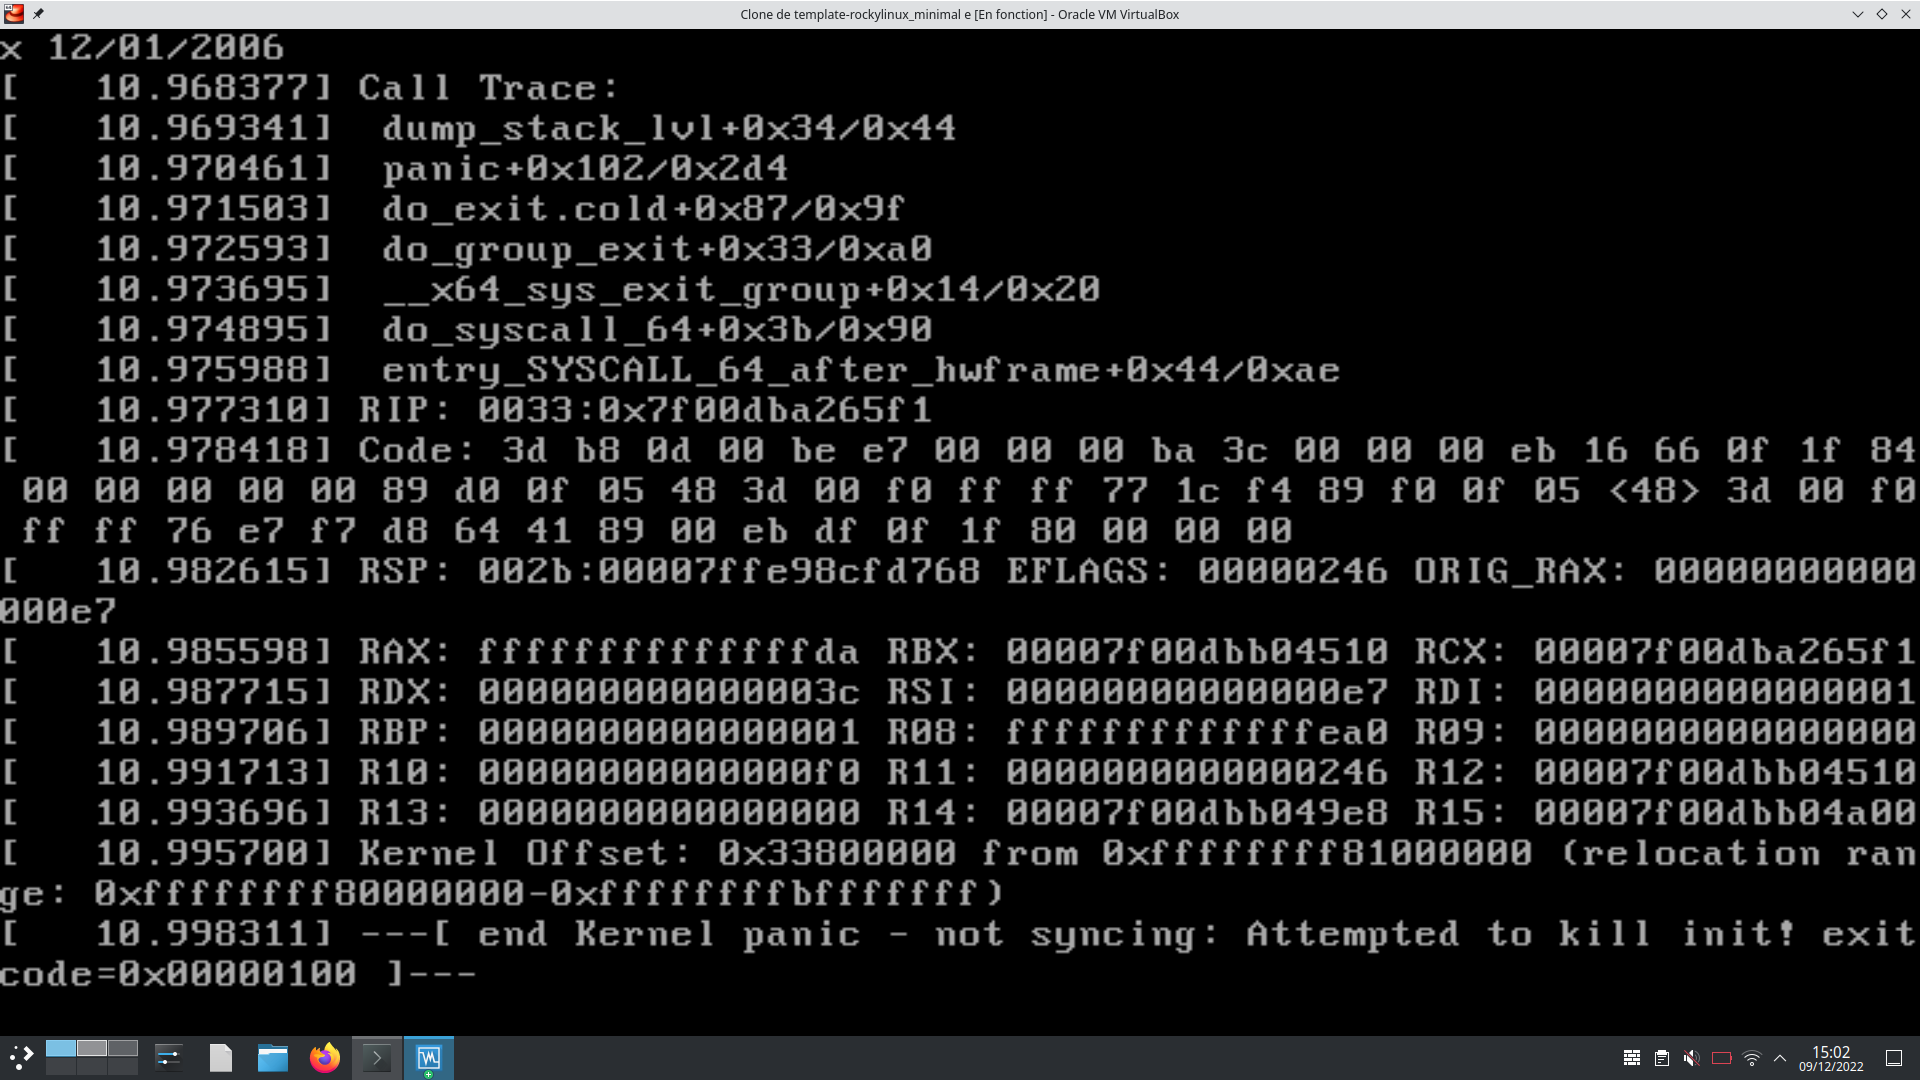 Clone de template-rockylinux_minimal e [En fonction] - Oracle VM VirtualBox
x 12/01/2006
[   10.968377] Call Trace:
[   10.969341]  dump_stack_lvl+0x34/0x44
[   10.970461]  panic+0x102/0x2d4
[   10.971503]  do_exit.cold+0x87/0x9f
[   10.972593]  do_group_exit+0x33/0xa0
[   10.973695]  __x64_sys_exit_group+0x14/0x20
[   10.974895]  do_syscall_64+0x3b/0x90
[   10.975988]  entry_SYSCALL_64_after_hwframe+0x44/0xae
[   10.977310] RIP: 0033:0x7f00dba265f1
[   10.978418] Code: 3d b8 0d 00 be e7 00 00 00 ba 3c 00 00 00 eb 16 66 0f 1f 84
00 00 00 00 00 89 d0 0f 05 48 3d 00 f0 ff ff 77 1c f4 89 f0 0f 05 <48> 3d 00 f0
ff ff 76 e7 f7 d8 64 41 89 00 eb df 0f 1f 80 00 00 00 00
[   10.982615] RSP: 002b:00007ffe98cfd768 EFLAGS: 00000246 ORIG_RAX: 00000000000
000e7
[   10.985598] RAX: ffffffffffffffda RBX: 00007f00dbb04510 RCX: 00007f00dba265f1
[   10.987715] RDX: 000000000000003c RSI: 00000000000000e7 RDI: 0000000000000001
[   10.989706] RBP: 0000000000000001 R08: fffffffffffffea0 R09: 0000000000000000
[   10.991713] R10: 00000000000000f0 R11: 0000000000000246 R12: 00007f00dbb04510
[   10.993696] R13: 0000000000000000 R14: 00007f00dbb049e8 R15: 00007f00dbb04a00
[   10.995700] Kernel Offset: 0x33800000 from 0xffffffff81000000 (relocation ran
ge: 0xffffffff80000000-0xffffffffbfffffff)
[   10.998311] ---[ end Kernel panic - not syncing: Attempted to kill init! exit
code=0x00000100 ]---
15:02
09/12/2022